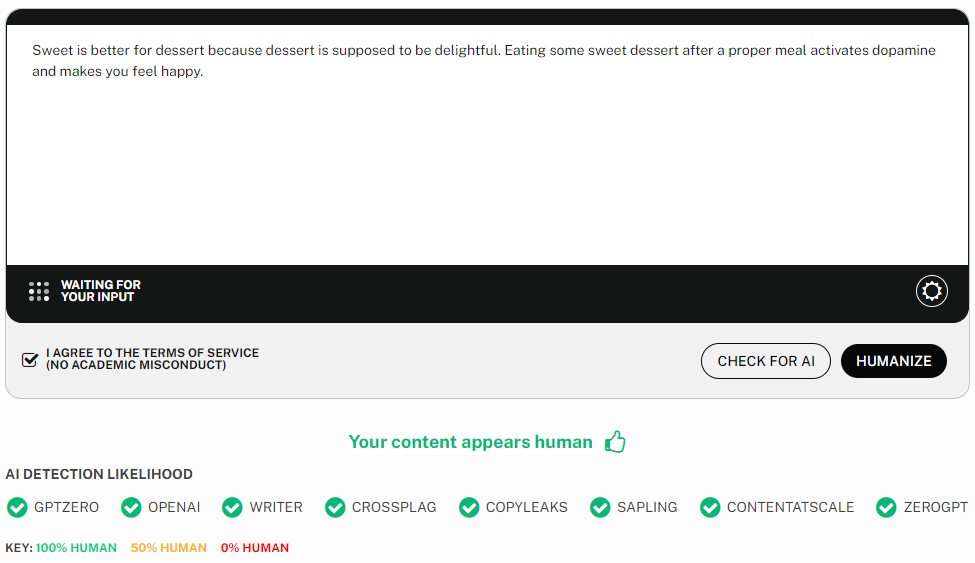 Sweet is better for dessert because dessert is supposed to be delightful. Eating some sweet dessert after a proper meal activates dopamine
and makes you feel happy.
WAITING FOR
YOUR INPUT
I AGREE TO THE TERMS OF SERVICE
(NO ACADEMIC MISCONDUCT)
CHECK FOR AI
HUMANIZE
Your content appears human
AI DETECTION LIKELIHOOD
GPTZERO OPENAI WRITER CROSSPLAG COPYLEAKS SAPLING CONTENTATSCALE ZEROGPT
KEY: 100% HUMAN 50% HUMAN 0% HUMAN